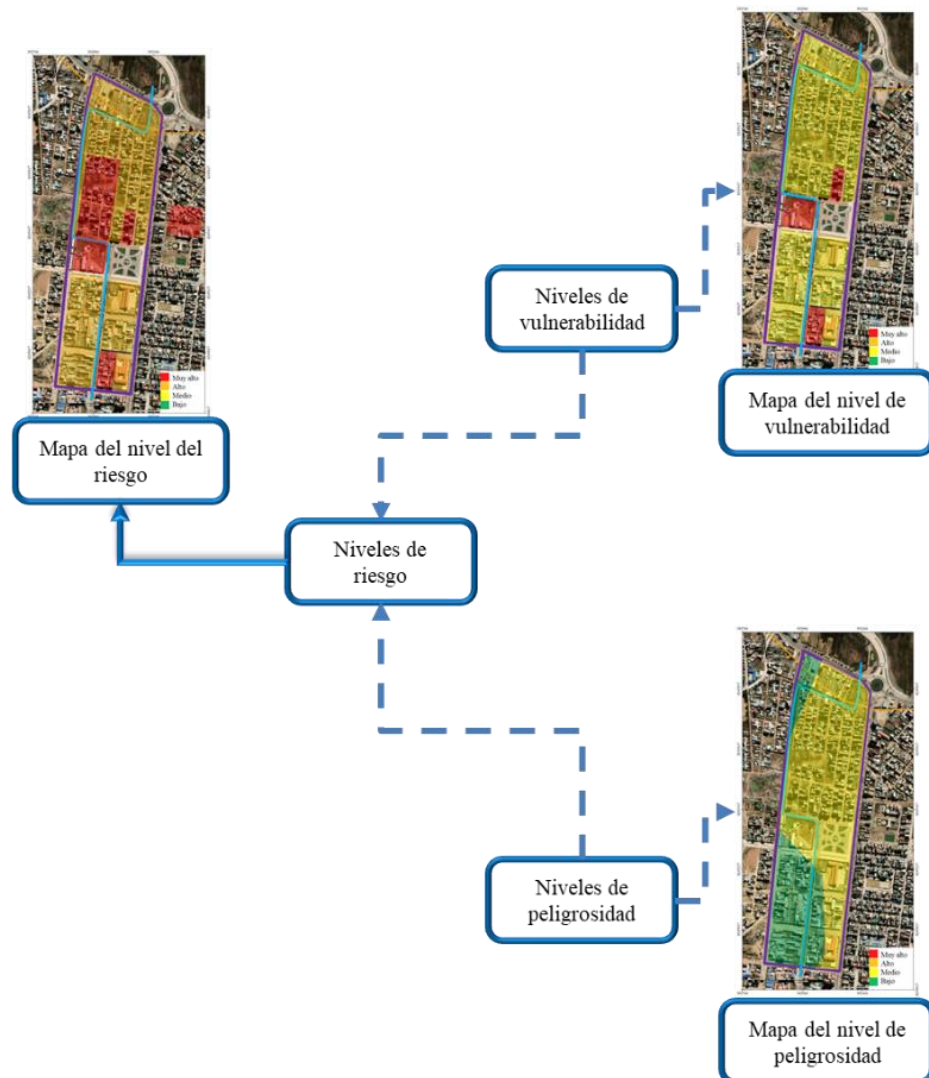 Muy alto
Alto
Medio
Bajo
Mapa del nivel del
riesgo
Niveles de
vulnerabilidad
Muy alto
Alto
Medio
Bajo
Mapa del nivel de
vulnerabilidad
Niveles de
riesgo
Niveles de
peligrosidad
Muy alto
Alto
Medio
Bajo
Mapa del nivel de
peligrosidad